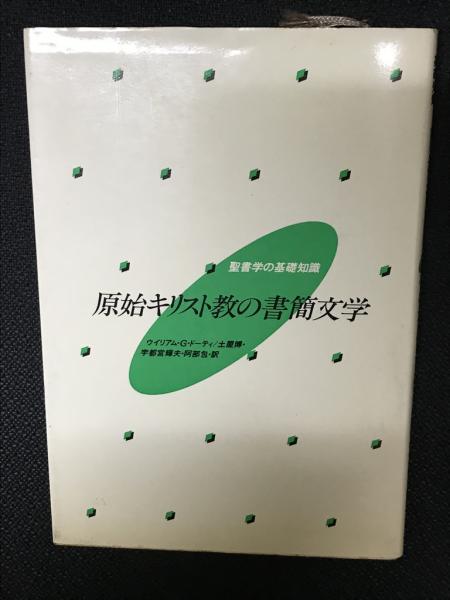 聖書学の基礎知識
原始キリスト教の書簡文学
ウイリアム・G・ドーティ/土屋博・
宇都宮輝夫・阿部包・訳